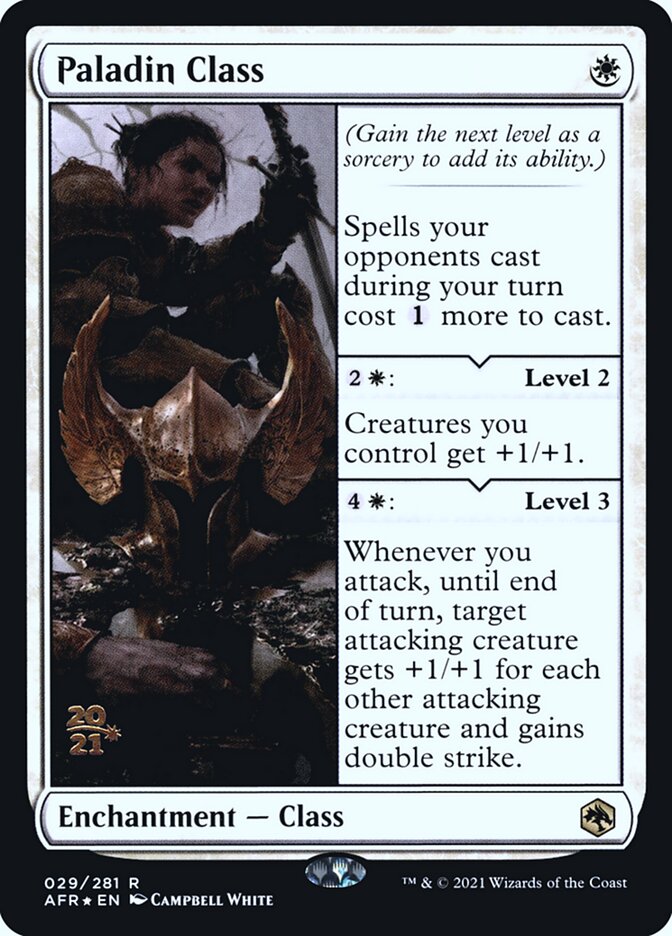 Paladin Class
(Gain the next level as a
sorcery to add its ability.)
Spells your
opponents cast
during your turn
cost 1 more to cast.
2 : Level 2
Creatures you
control get +1/+1.
4 : Level 3
Whenever you
attack, until end
of turn, target
attacking creature
gets +1/+1 for each
other attacking
creature and gains
double strike.
20
21
Enchantment — Class
029/281 R
AFR★EN CAMPBELL WHITE
™ & © 2021 Wizards of the Coast